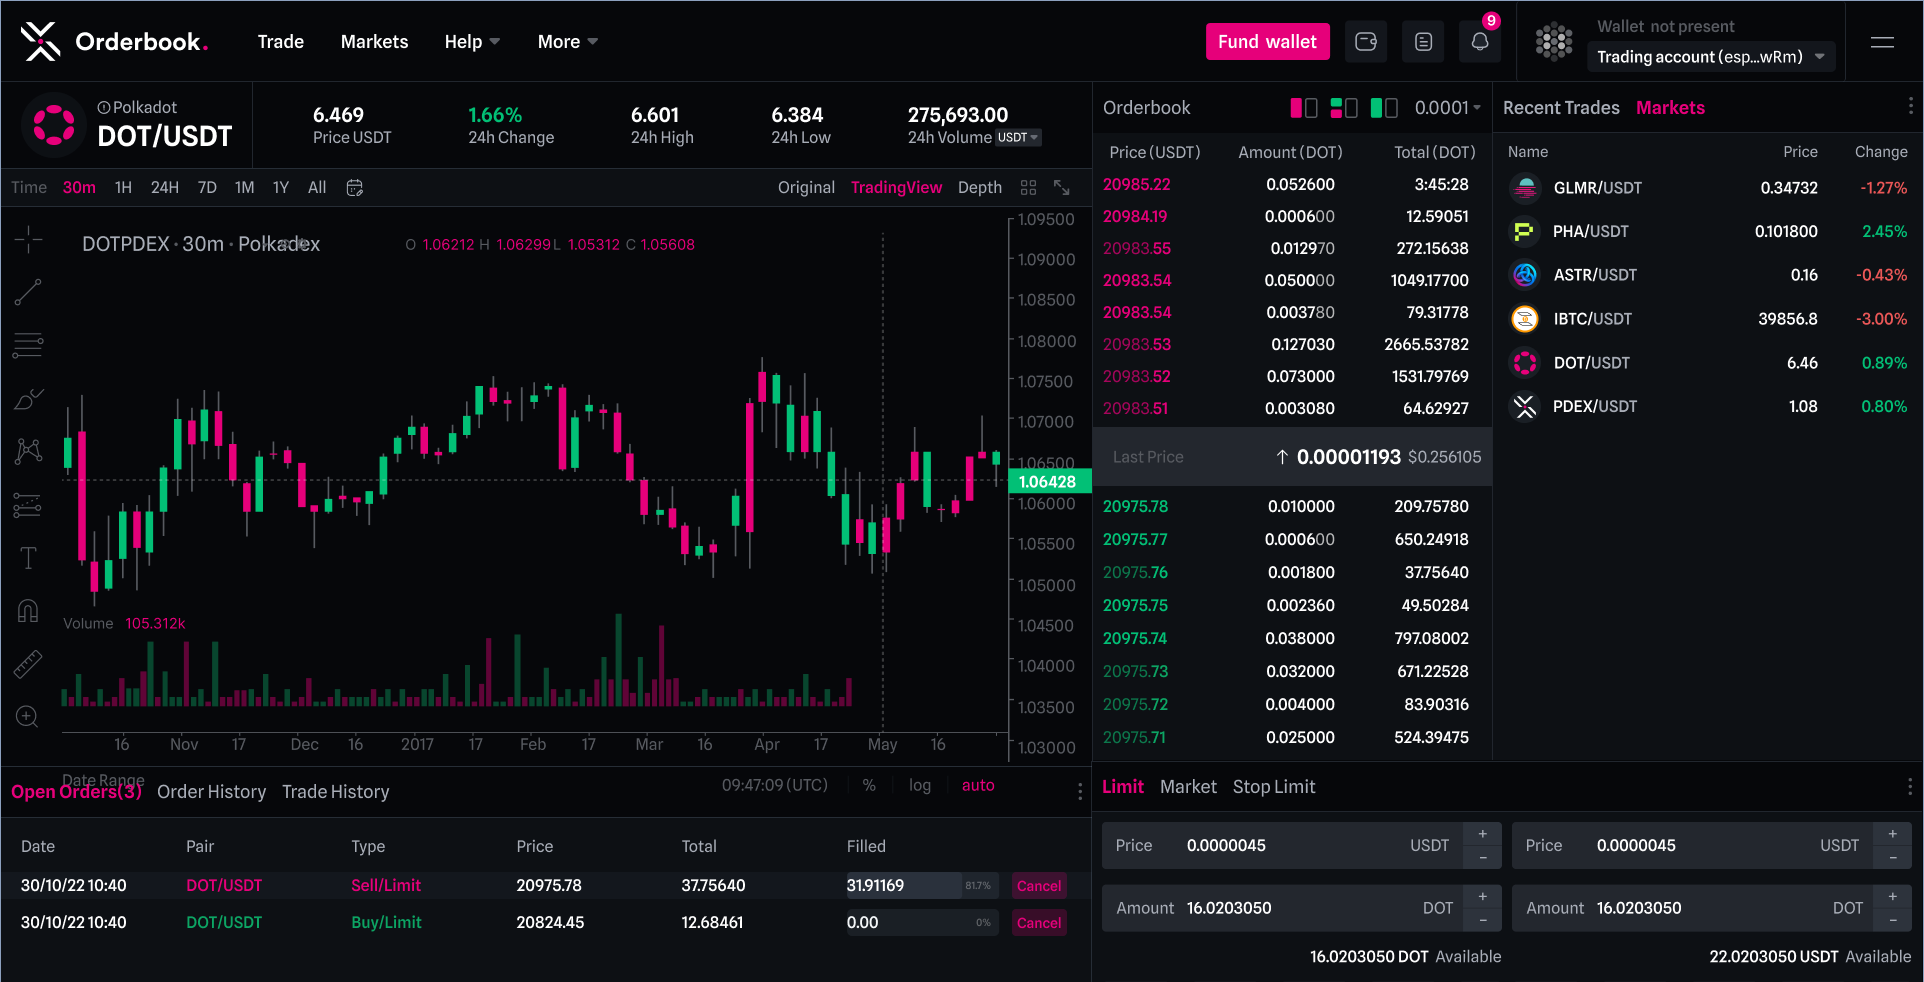 Orderbook.
Trade Markets Help More
Fund wallet
9
Wallet not present
Trading account (esp...wRm)
Polkadot
DOT/USDT
6.469 1.66% 6.601 6.384 275,693.00
Price USDT 24h Change 24h High 24h Low 24h Volume USDT
Time 30m 1H 24H 7D 1M 1Y All
Original TradingView Depth
DOTPDEX · 30m · Polkadex
O 1.06212 H 1.06299 L 1.05312 C 1.05608
1.09500
1.09000
1.08500
1.08000
1.07500
1.07000
1.06500
1.06428
1.06000
1.05500
1.05000
1.04500
1.04000
1.03500
1.03000
Volume 105.312k
16 Nov 17 Dec 16 2017 17 Feb 17 Mar 16 Apr 17 May 16
Date Range
09:47:09 (UTC) % log auto
Orderbook 0.0001
Price (USDT) Amount (DOT) Total (DOT)
20985.22 0.052600 3:45:28
20984.19 0.000600 12.59051
20983.55 0.012970 272.15638
20983.54 0.050000 1049.17700
20983.54 0.003780 79.31778
20983.53 0.127030 2665.53782
20983.52 0.073000 1531.79769
20983.51 0.003080 64.62927
Last Price ↑ 0.00001193 $0.256105
20975.78 0.010000 209.75780
20975.77 0.000600 650.24918
20975.76 0.001800 37.75640
20975.75 0.002360 49.50284
20975.74 0.038000 797.08002
20975.73 0.032000 671.22528
20975.72 0.004000 83.90316
20975.71 0.025000 524.39475
Recent Trades Markets
Name Price Change
GLMR/USDT 0.34732 -1.27%
PHA/USDT 0.101800 2.45%
ASTR/USDT 0.16 -0.43%
IBTC/USDT 39856.8 -3.00%
DOT/USDT 6.46 0.89%
PDEX/USDT 1.08 0.80%
Open Orders(3) Order History Trade History
Date Pair Type Price Total Filled
30/10/22 10:40 DOT/USDT Sell/Limit 20975.78 37.75640 31.91169 81.7% Cancel
30/10/22 10:40 DOT/USDT Buy/Limit 20824.45 12.68461 0.00 0% Cancel
Limit Market Stop Limit
Price 0.0000045 USDT + −
Amount 16.0203050 DOT + −
16.0203050 DOT Available
Price 0.0000045 USDT + −
Amount 16.0203050 DOT + −
22.0203050 USDT Available